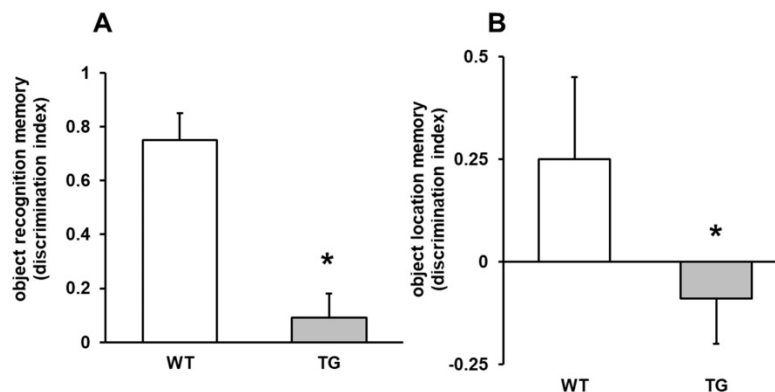 A
object recognition memory
(discrimination index)
1
0.8
0.6
0.4
0.2
0
*
WT
TG
B
object location memory
(discrimination index)
0.5
0.25
0
-0.25
*
WT
TG